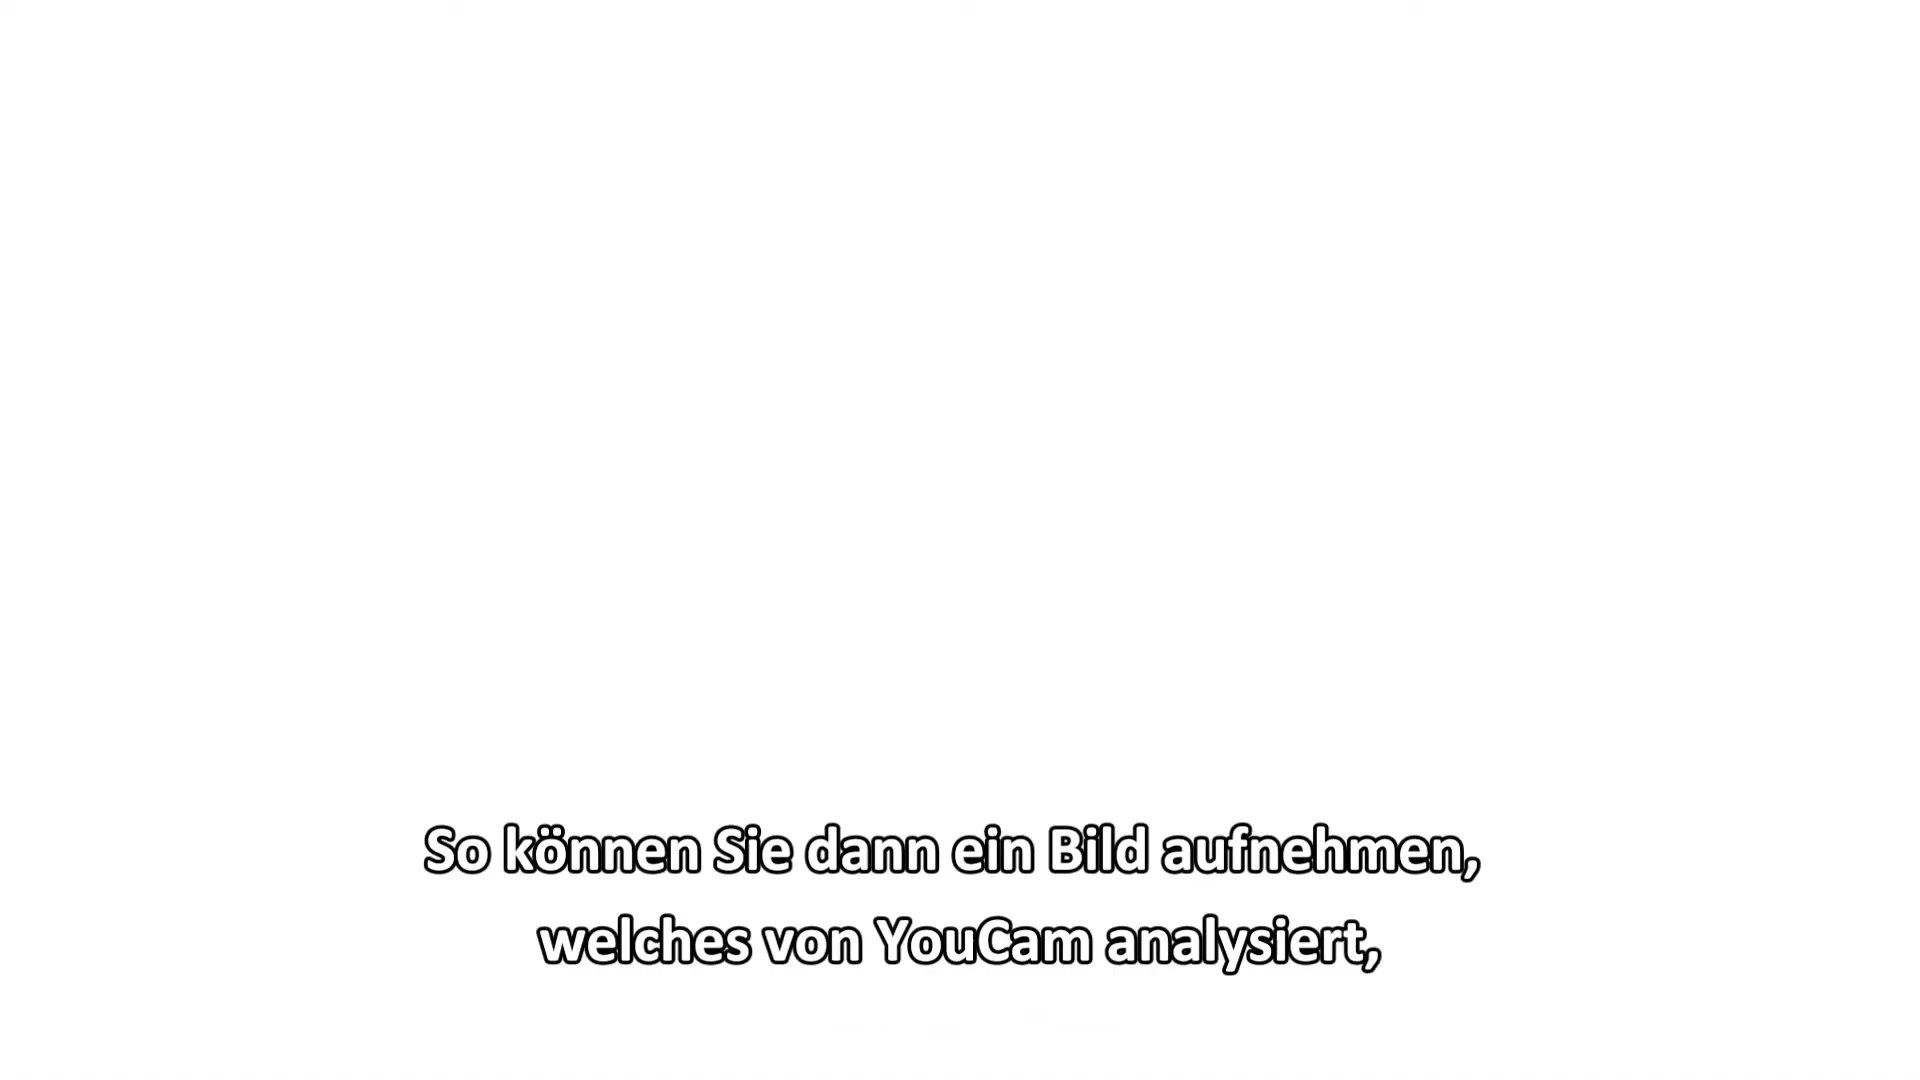 So können Sie dann ein Bild aufnehmen,
welches von YouCam analysiert,